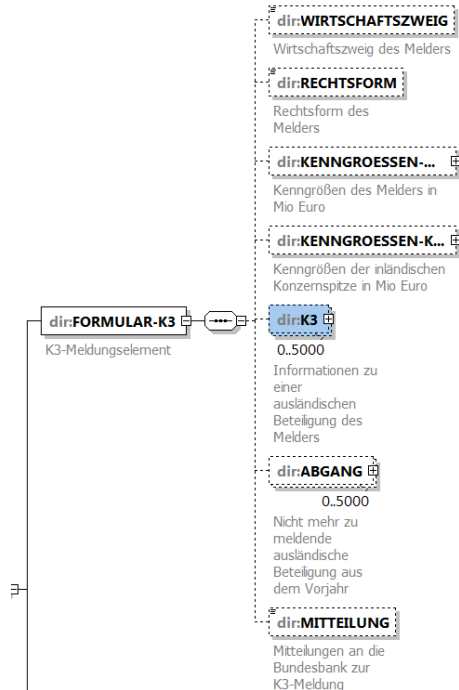 dir:WIRTSCHAFTSZWEIG
Wirtschaftszweig des Melders
dir:RECHTSFORM
Rechtsform des
Melders
dir:KENNGROESSEN-...
Kenngrößen des Melders in
Mio Euro
dir:KENNGROESSEN-K...
Kenngrößen der inländischen
Konzernspitze in Mio Euro
dir:FORMULAR-K3
K3-Meldungselement
dir:K3
0..5000
Informationen zu
einer
ausländischen
Beteiligung des
Melders
dir:ABGANG
0..5000
Nicht mehr zu
meldende
ausländische
Beteiligung aus
dem Vorjahr
dir:MITTEILUNG
Mitteilungen an die
Bundesbank zur
K3-Meldung